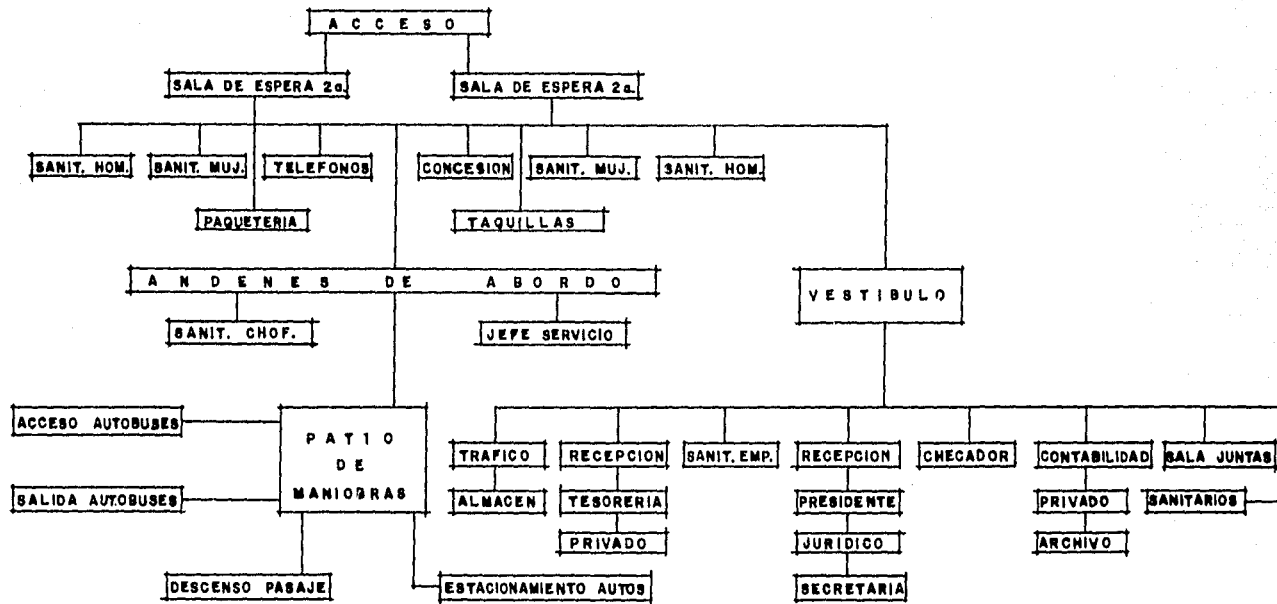 ACCESO
SALA DE ESPERA 2a.
SALA DE ESPERA 2a.
SANIT. HOM.
SANIT. MUJ.
TELEFONOS
CONCESION
SANIT. MUJ.
SANIT. HOM.
PAQUETERIA
TAQUILLAS
ANDENES DE ABORDO
VESTIBULO
SANIT. CHOF.
JEFE SERVICIO
ACCESO AUTOBUSES
PATIO
DE
MANIOBRAS
SALIDA AUTOBUSES
DESCENSO PASAJE
ESTACIONAMIENTO AUTOS
TRAFICO
RECEPCION
SANIT. EMP.
RECEPCION
CHECADOR
CONTABILIDAD
SALA JUNTAS
ALMACEN
TESORERIA
PRESIDENTE
PRIVADO
SANITARIOS
PRIVADO
JURIDICO
ARCHIVO
SECRETARIA